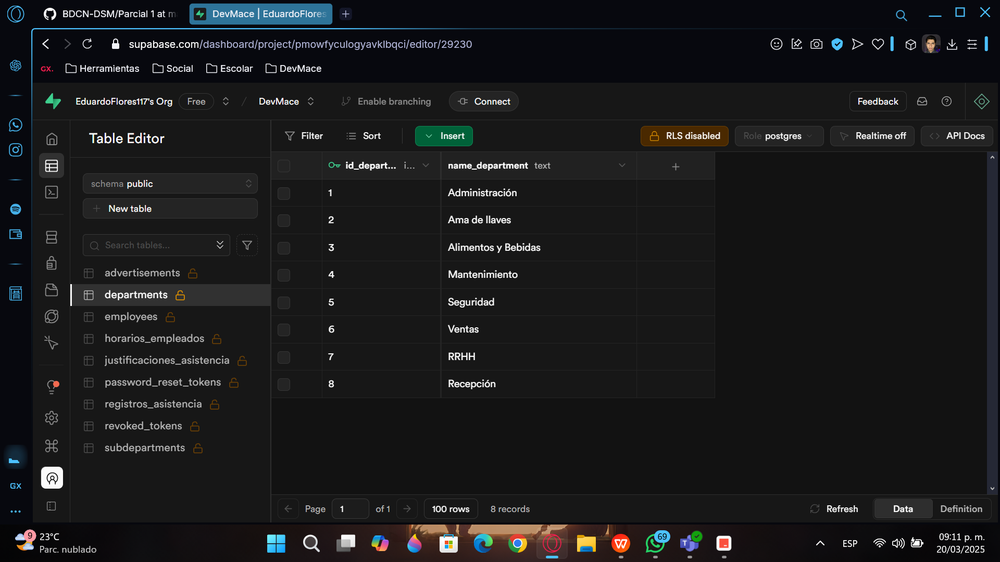 BDCN-DSM/Parcial 1 at m
DevMace | EduardoFlores
supabase.com/dashboard/project/pmowfyculogyavklbqci/editor/29230
GX.
Herramientas
Social
Escolar
DevMace
EduardoFlores117's Org
Free
/
DevMace
Enable branching
Connect
Feedback
Table Editor
Filter
Sort
Insert
RLS disabled
Role postgres
Realtime off
API Docs
schema public
New table
Search tables...
advertisements
departments
employees
horarios_empleados
justificaciones_asistencia
password_reset_tokens
registros_asistencia
revoked_tokens
subdepartments
id_depart... i...
name_department text
1 Administración
2 Ama de llaves
3 Alimentos y Bebidas
4 Mantenimiento
5 Seguridad
6 Ventas
7 RRHH
8 Recepción
GX
Page 1 of 1
100 rows
8 records
Refresh
Data
Definition
9
23°C
Parc. nublado
69
ESP
09:11 p. m.
20/03/2025